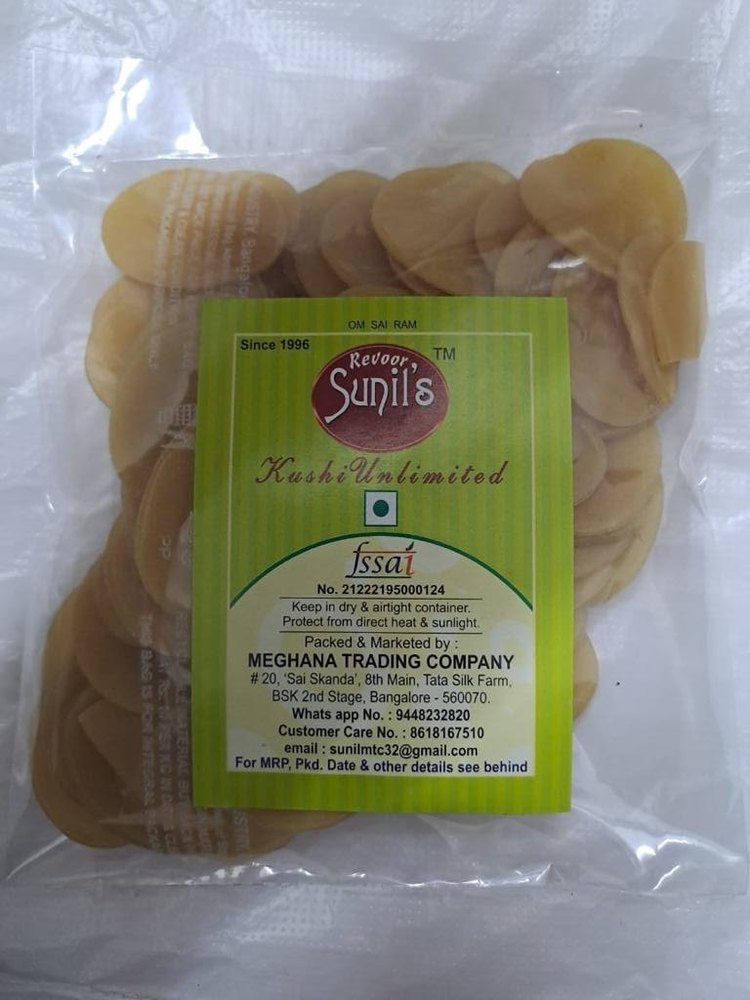 OM SAI RAM
Since 1996
Revoor
Sunil's
TM
Kushi Unlimited
fssai
No. 21222195000124
Keep in dry & airtight container.
Protect from direct heat & sunlight.
Packed & Marketed by :
MEGHANA TRADING COMPANY
# 20, 'Sai Skanda', 8th Main, Tata Silk Farm,
BSK 2nd Stage, Bangalore - 560070.
Whats app No. : 9448232820
Customer Care No. : 8618167510
email : sunilmtc32@gmail.com
For MRP, Pkd. Date & other details see behind